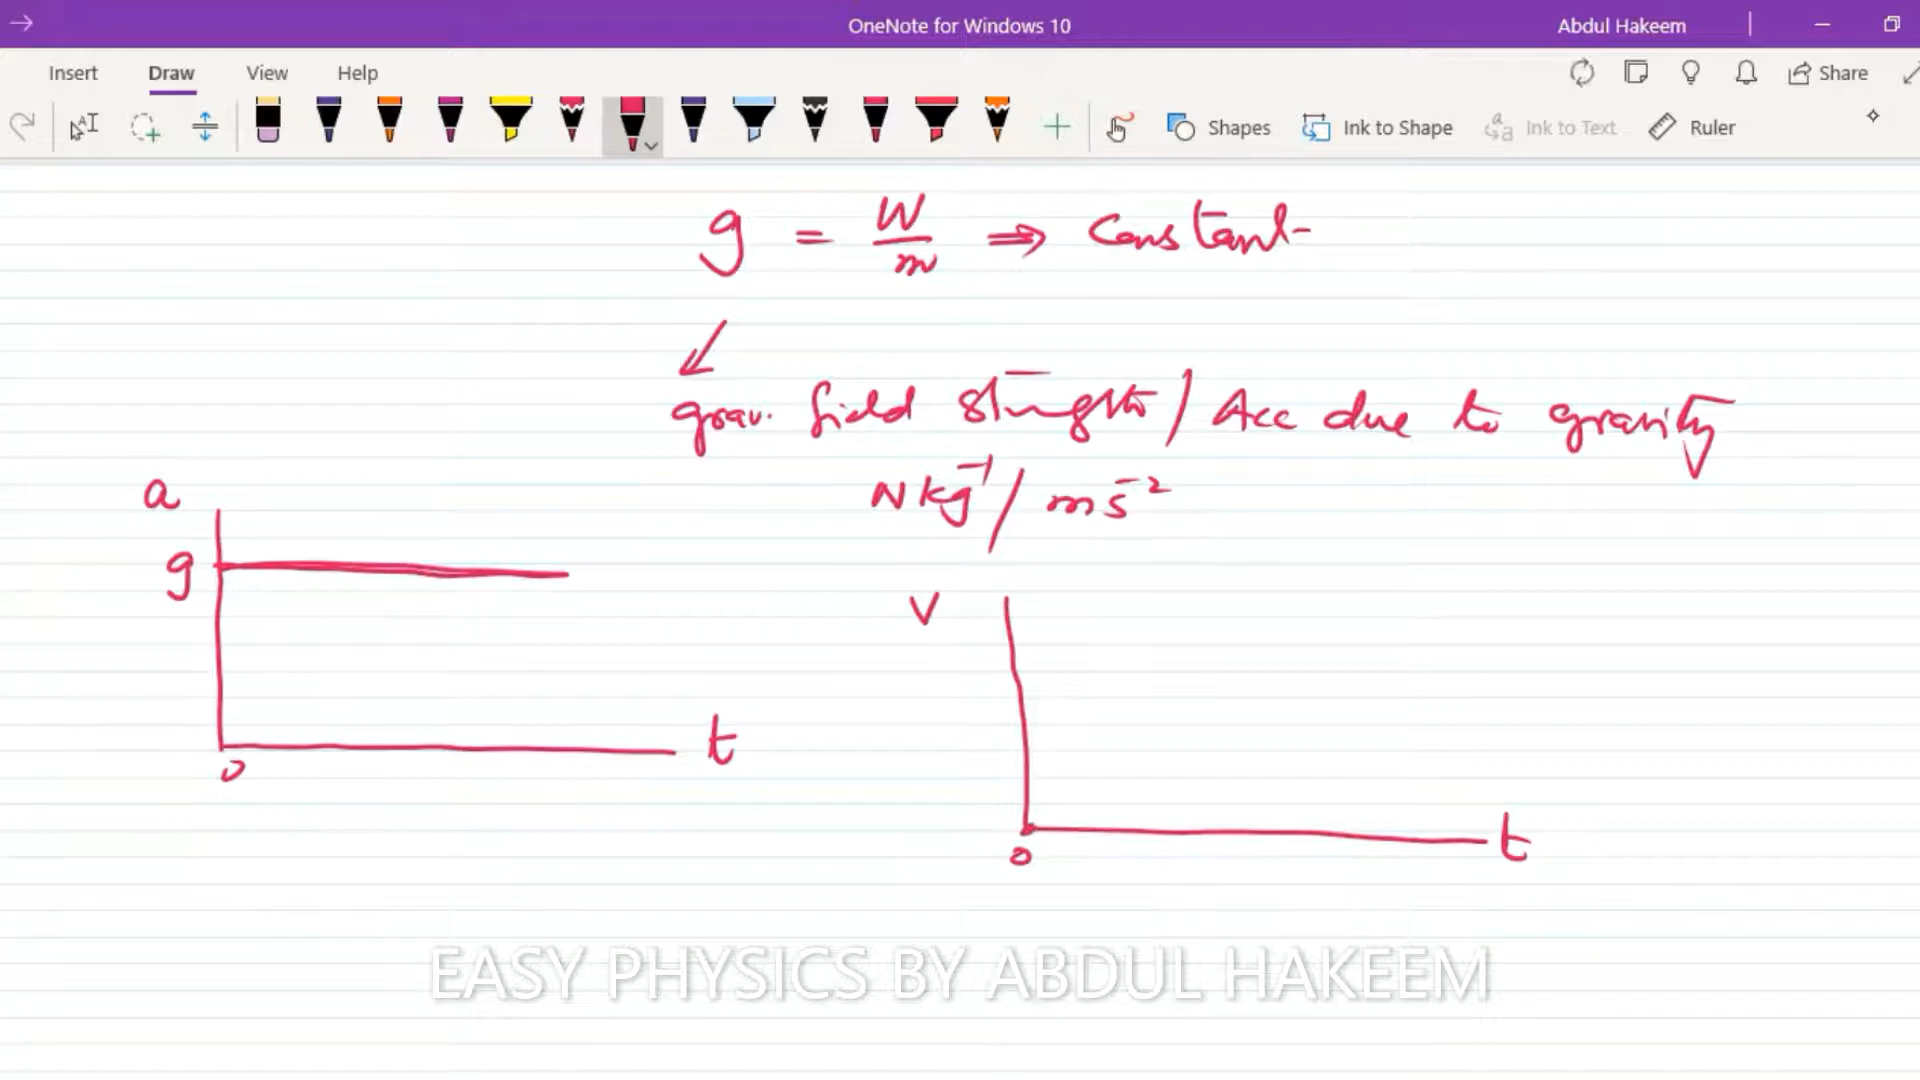 OneNote for Windows 10
Abdul Hakeem
Insert Draw View Help
Share
Shapes Ink to Shape Ink to Text Ruler
g = W/m ⇒ Constant
grav. field strength / Acc due to gravity
N kg⁻¹ / m s⁻²
a
g
t
0
v
t
0
EASY PHYSICS BY ABDUL HAKEEM